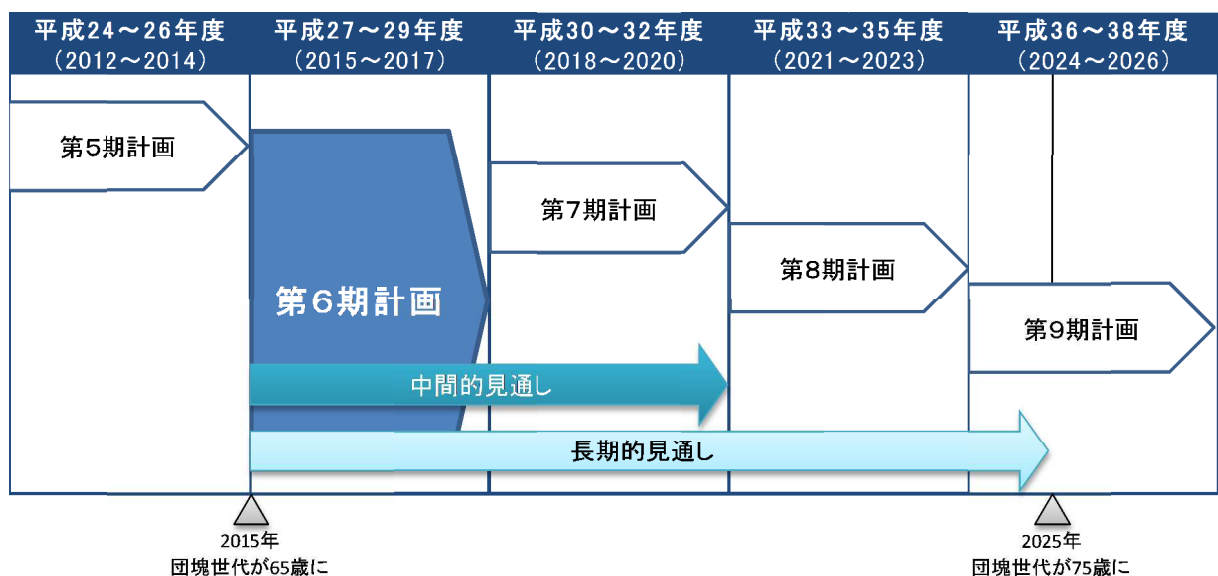 平成24～26年度
（2012～2014）
平成27～29年度
（2015～2017）
平成30～32年度
（2018～2020）
平成33～35年度
（2021～2023）
平成36～38年度
（2024～2026）
第５期計画
第６期計画
第７期計画
第８期計画
第９期計画
中間的見通し
長期的見通し
2015年
団塊世代が65歳に
2025年
団塊世代が75歳に